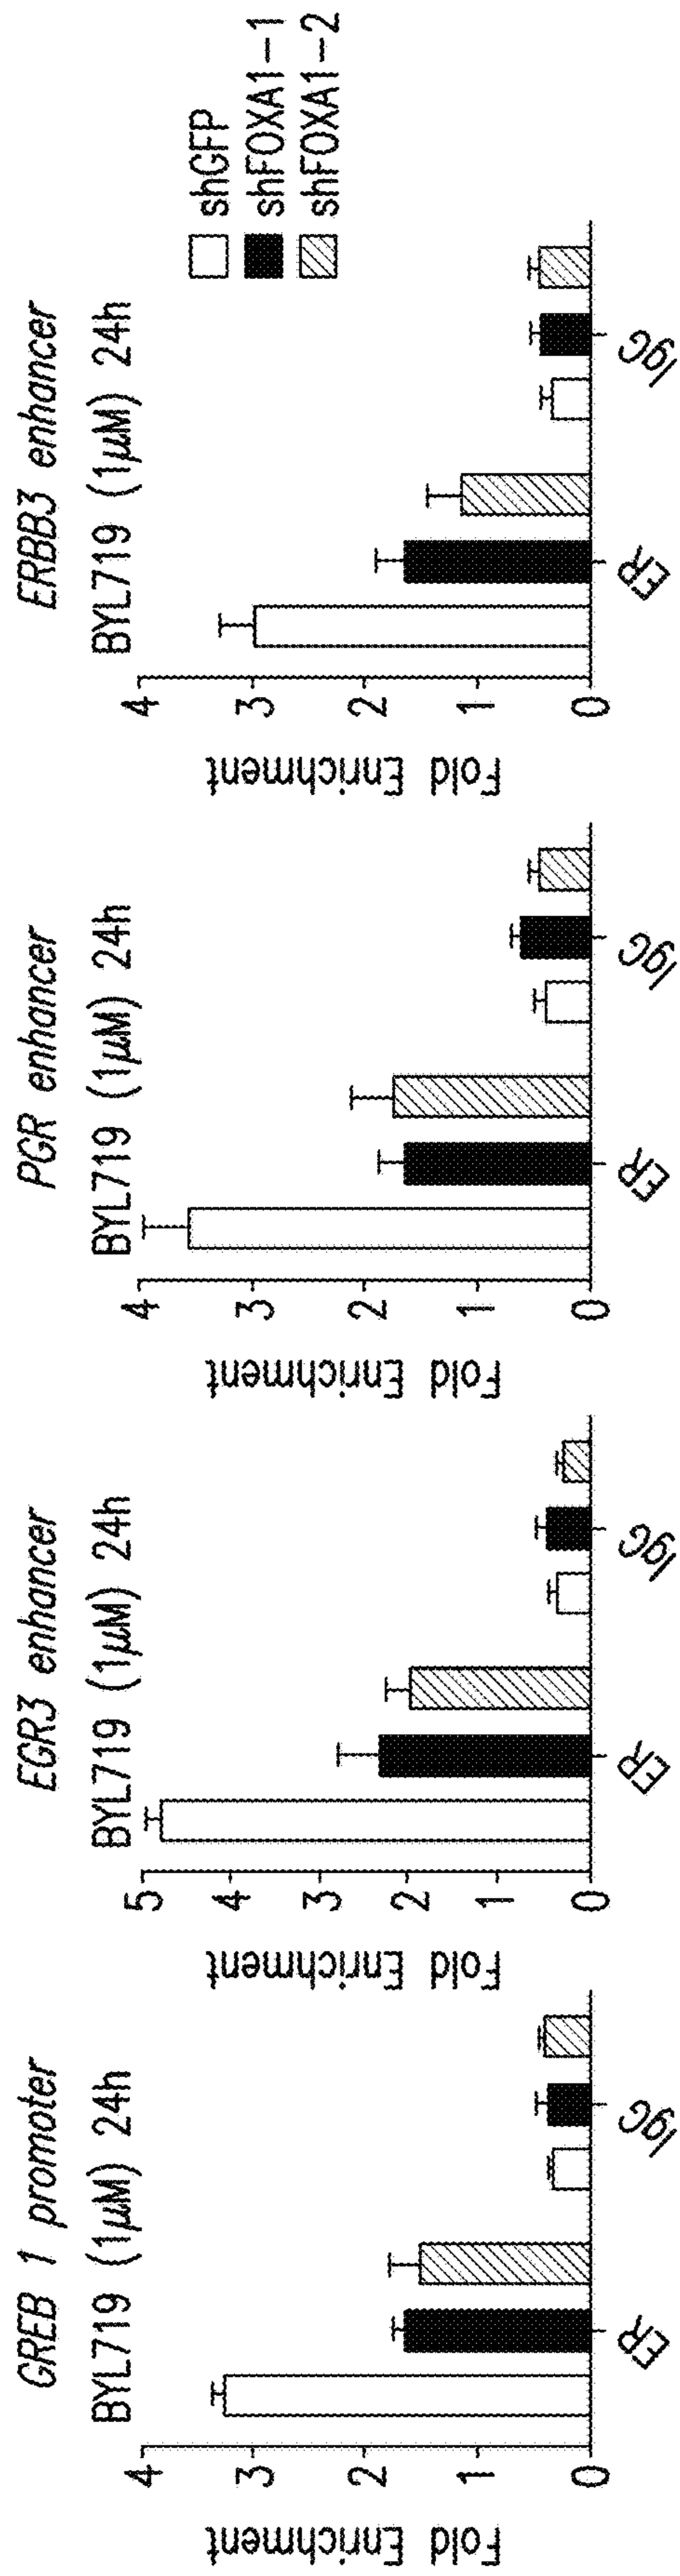 GREB 1 promoter
BYL719 (1μM) 24h
Fold Enrichment
4
3
2
1
0
ER
IgG
EGR3 enhancer
BYL719 (1μM) 24h
Fold Enrichment
5
4
3
2
1
0
ER
IgG
PGR enhancer
BYL719 (1μM) 24h
Fold Enrichment
4
3
2
1
0
ER
IgG
ERBB3 enhancer
BYL719 (1μM) 24h
Fold Enrichment
4
3
2
1
0
ER
IgG
shGFP
shFOXA1-1
shFOXA1-2